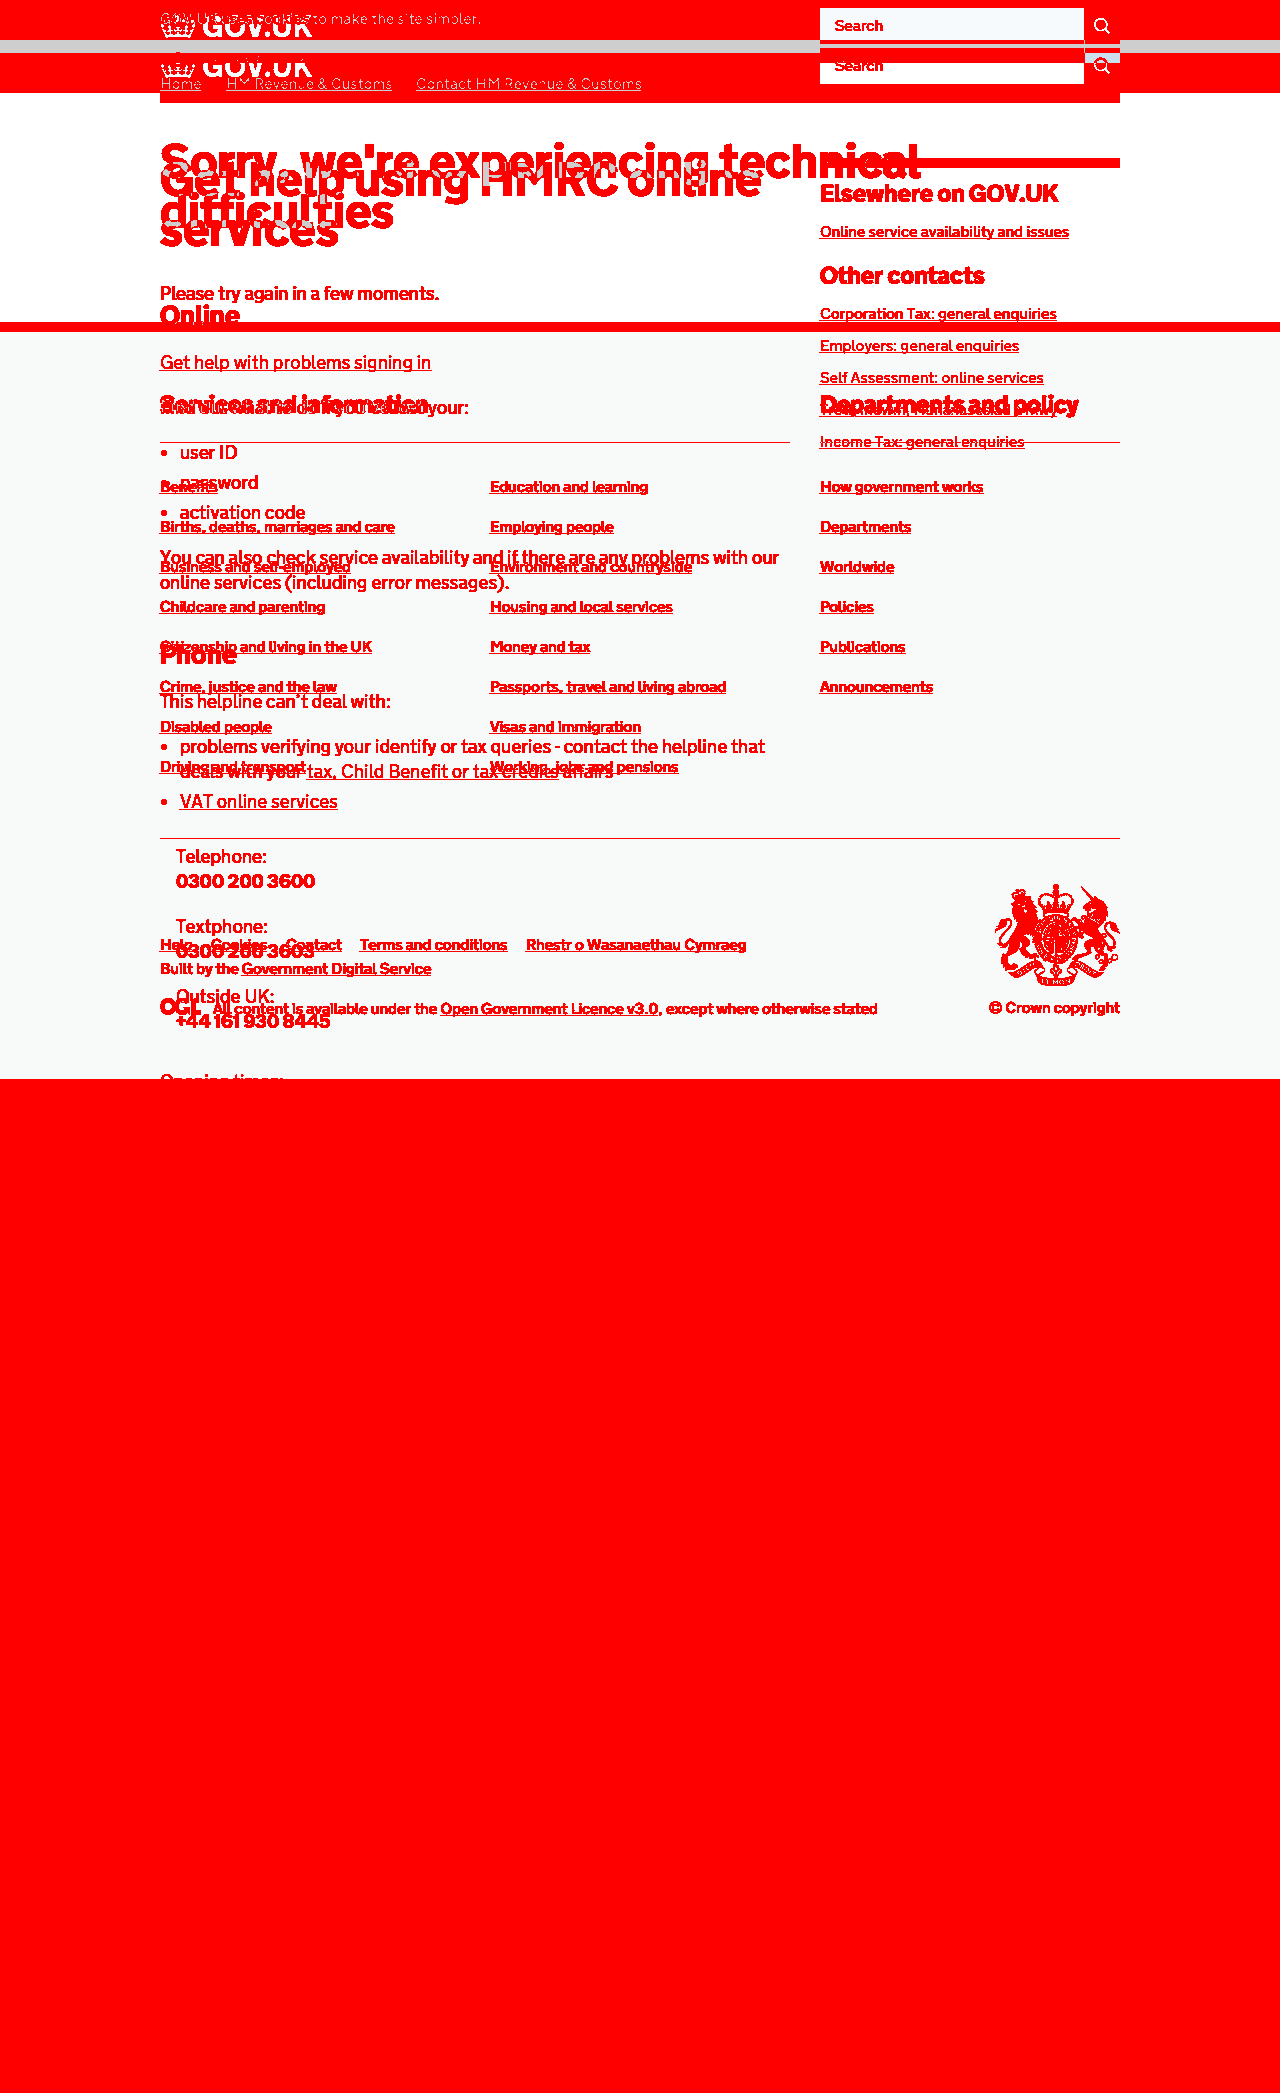 GOV.UK uses cookies to make the site simpler.
GOV.UK
Search
GOV.UK
Search
Home HM Revenue & Customs Contact HM Revenue & Customs
Sorry, we're experiencing technical
Get help using HMRC online
difficulties
services
Elsewhere on GOV.UK
Online service availability and issues
Other contacts
Please try again in a few moments.
Online
Corporation Tax: general enquiries
Employers: general enquiries
Get help with problems signing in
Self Assessment: online services
Services and information
your:
Departments and policy
Income Tax: general enquiries
• user ID
• password
Benefits
Education and learning
How government works
• activation code
Births, deaths, marriages and care
Employing people
Departments
You can also check service availability and if there are any problems with our
Business and self-employed
Environment and countryside
Worldwide
online services (including error messages).
Childcare and parenting
Housing and local services
Policies
Citizenship and living in the UK
Money and tax
Publications
Phone
Crime, justice and the law
Passports, travel and living abroad
Announcements
This helpline can’t deal with:
Disabled people
Visas and immigration
• problems verifying your identify or tax queries - contact the helpline that
Driving and transport
Working, jobs and pensions
deals with your tax, Child Benefit or tax credits affairs
• VAT online services
Telephone:
0300 200 3600
Textphone:
0300 200 3603
Help Cookies Contact Terms and conditions Rhestr o Wasanaethau Cymraeg
Built by the Government Digital Service
Outside UK:
OGL All content is available under the Open Government Licence v3.0, except where otherwise stated
© Crown copyright
+44 161 930 8445
Opening times: